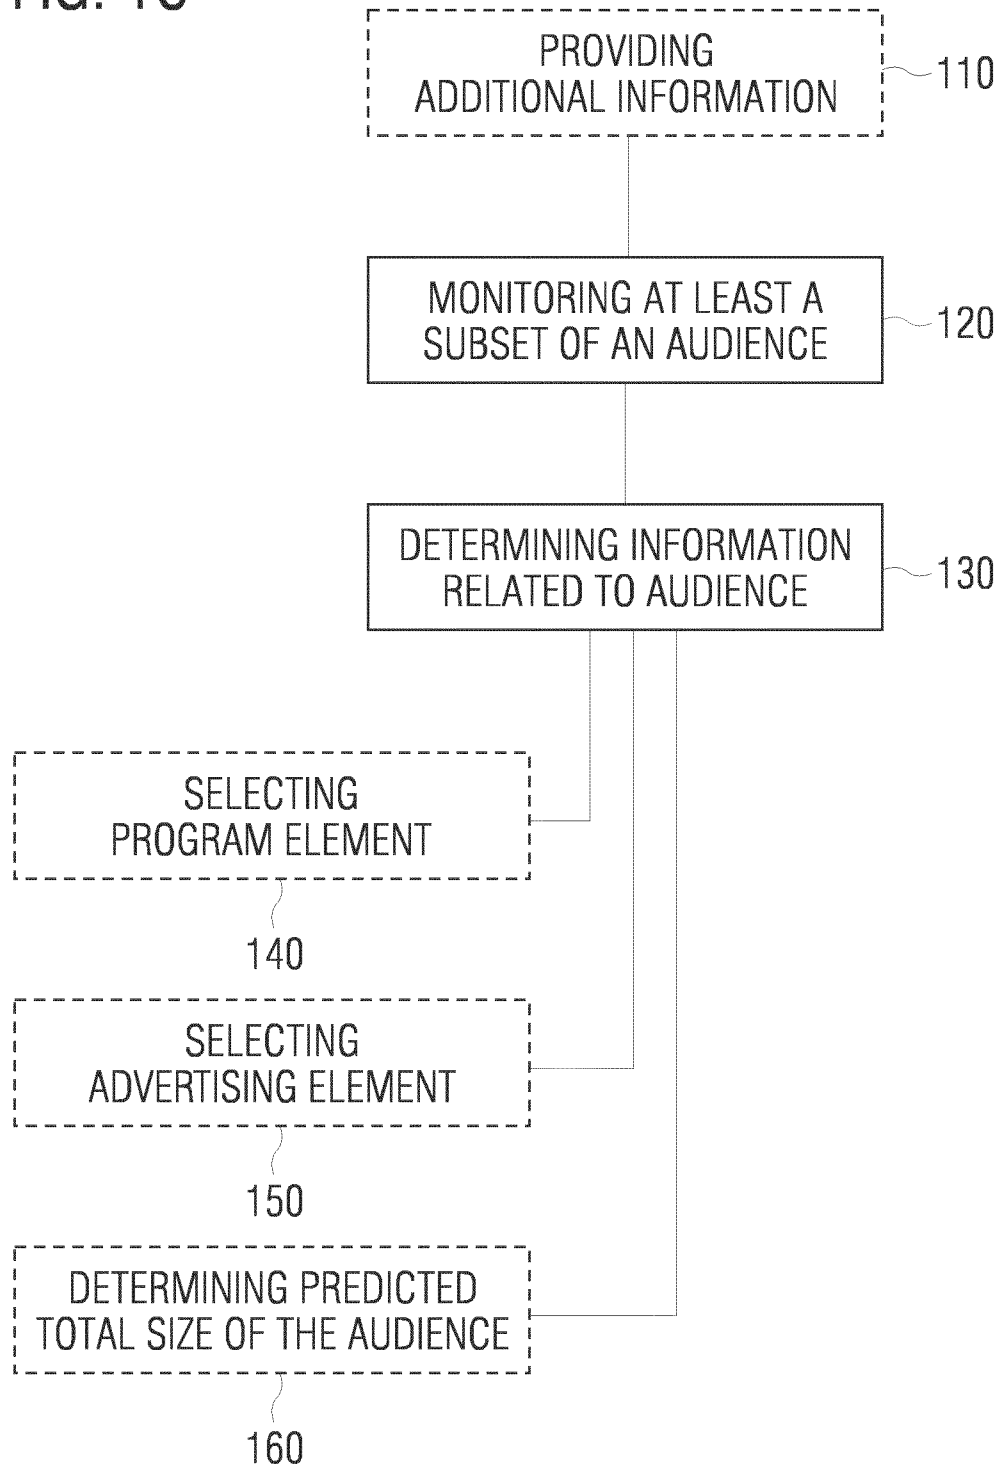 PROVIDING
ADDITIONAL INFORMATION
110
MONITORING AT LEAST A
SUBSET OF AN AUDIENCE
120
DETERMINING INFORMATION
RELATED TO AUDIENCE
130
SELECTING
PROGRAM ELEMENT
140
SELECTING
ADVERTISING ELEMENT
150
DETERMINING PREDICTED
TOTAL SIZE OF THE AUDIENCE
160